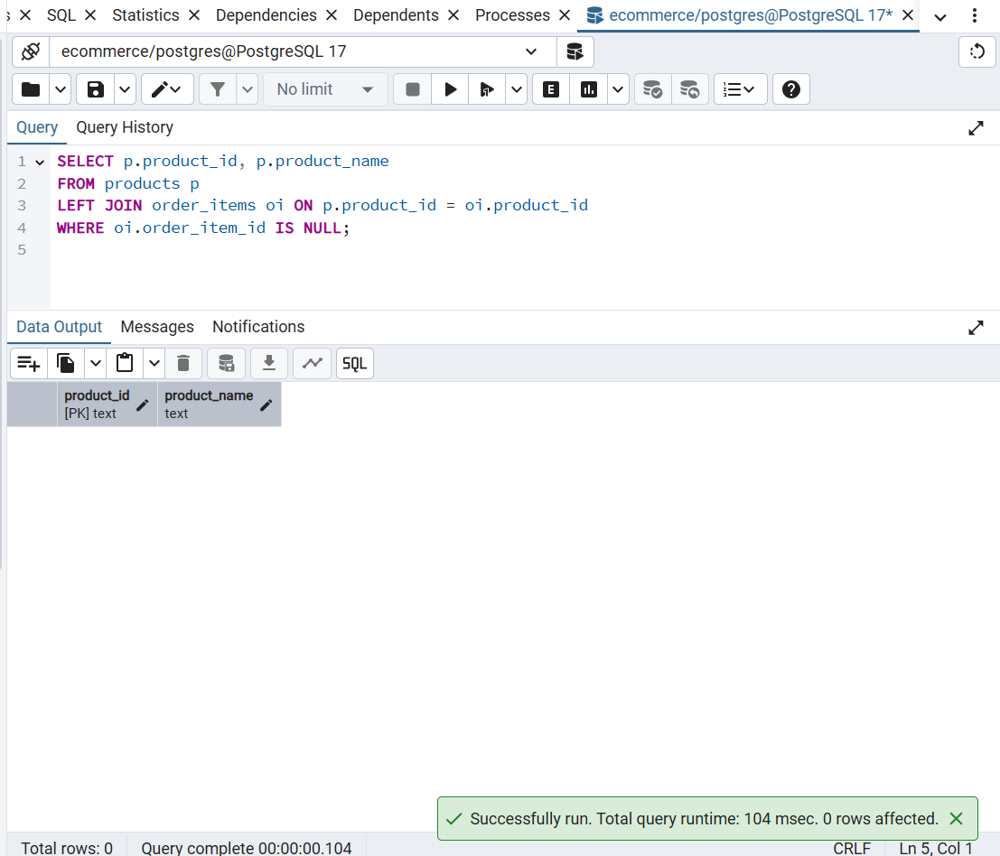 s SQL Statistics Dependencies Dependents Processes ecommerce/postgres@PostgreSQL 17*
ecommerce/postgres@PostgreSQL 17
No limit E
Query Query History
1 SELECT p.product_id, p.product_name
2 FROM products p
3 LEFT JOIN order_items oi ON p.product_id = oi.product_id
4 WHERE oi.order_item_id IS NULL;
5
Data Output Messages Notifications
SQL
product_id product_name
[PK] text text
Successfully run. Total query runtime: 104 msec. 0 rows affected.
Total rows: 0 Query complete 00:00:00.104 CRLF Ln 5, Col 1